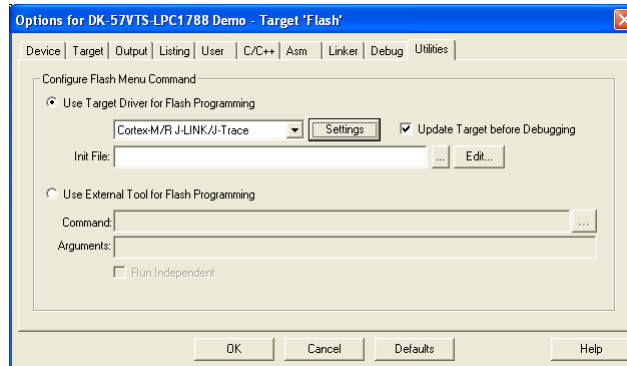 Options for DK-57VTS-LPC1788 Demo - Target 'Flash'
Device Target Output Listing User C/C++ Asm Linker Debug Utilities
Configure Flash Menu Command
Use Target Driver for Flash Programming
Cortex-M/R J-LINK/J-Trace Settings Update Target before Debugging
Init File: ... Edit...
Use External Tool for Flash Programming
Command: ...
Arguments:
Run Independent
OK Cancel Defaults Help